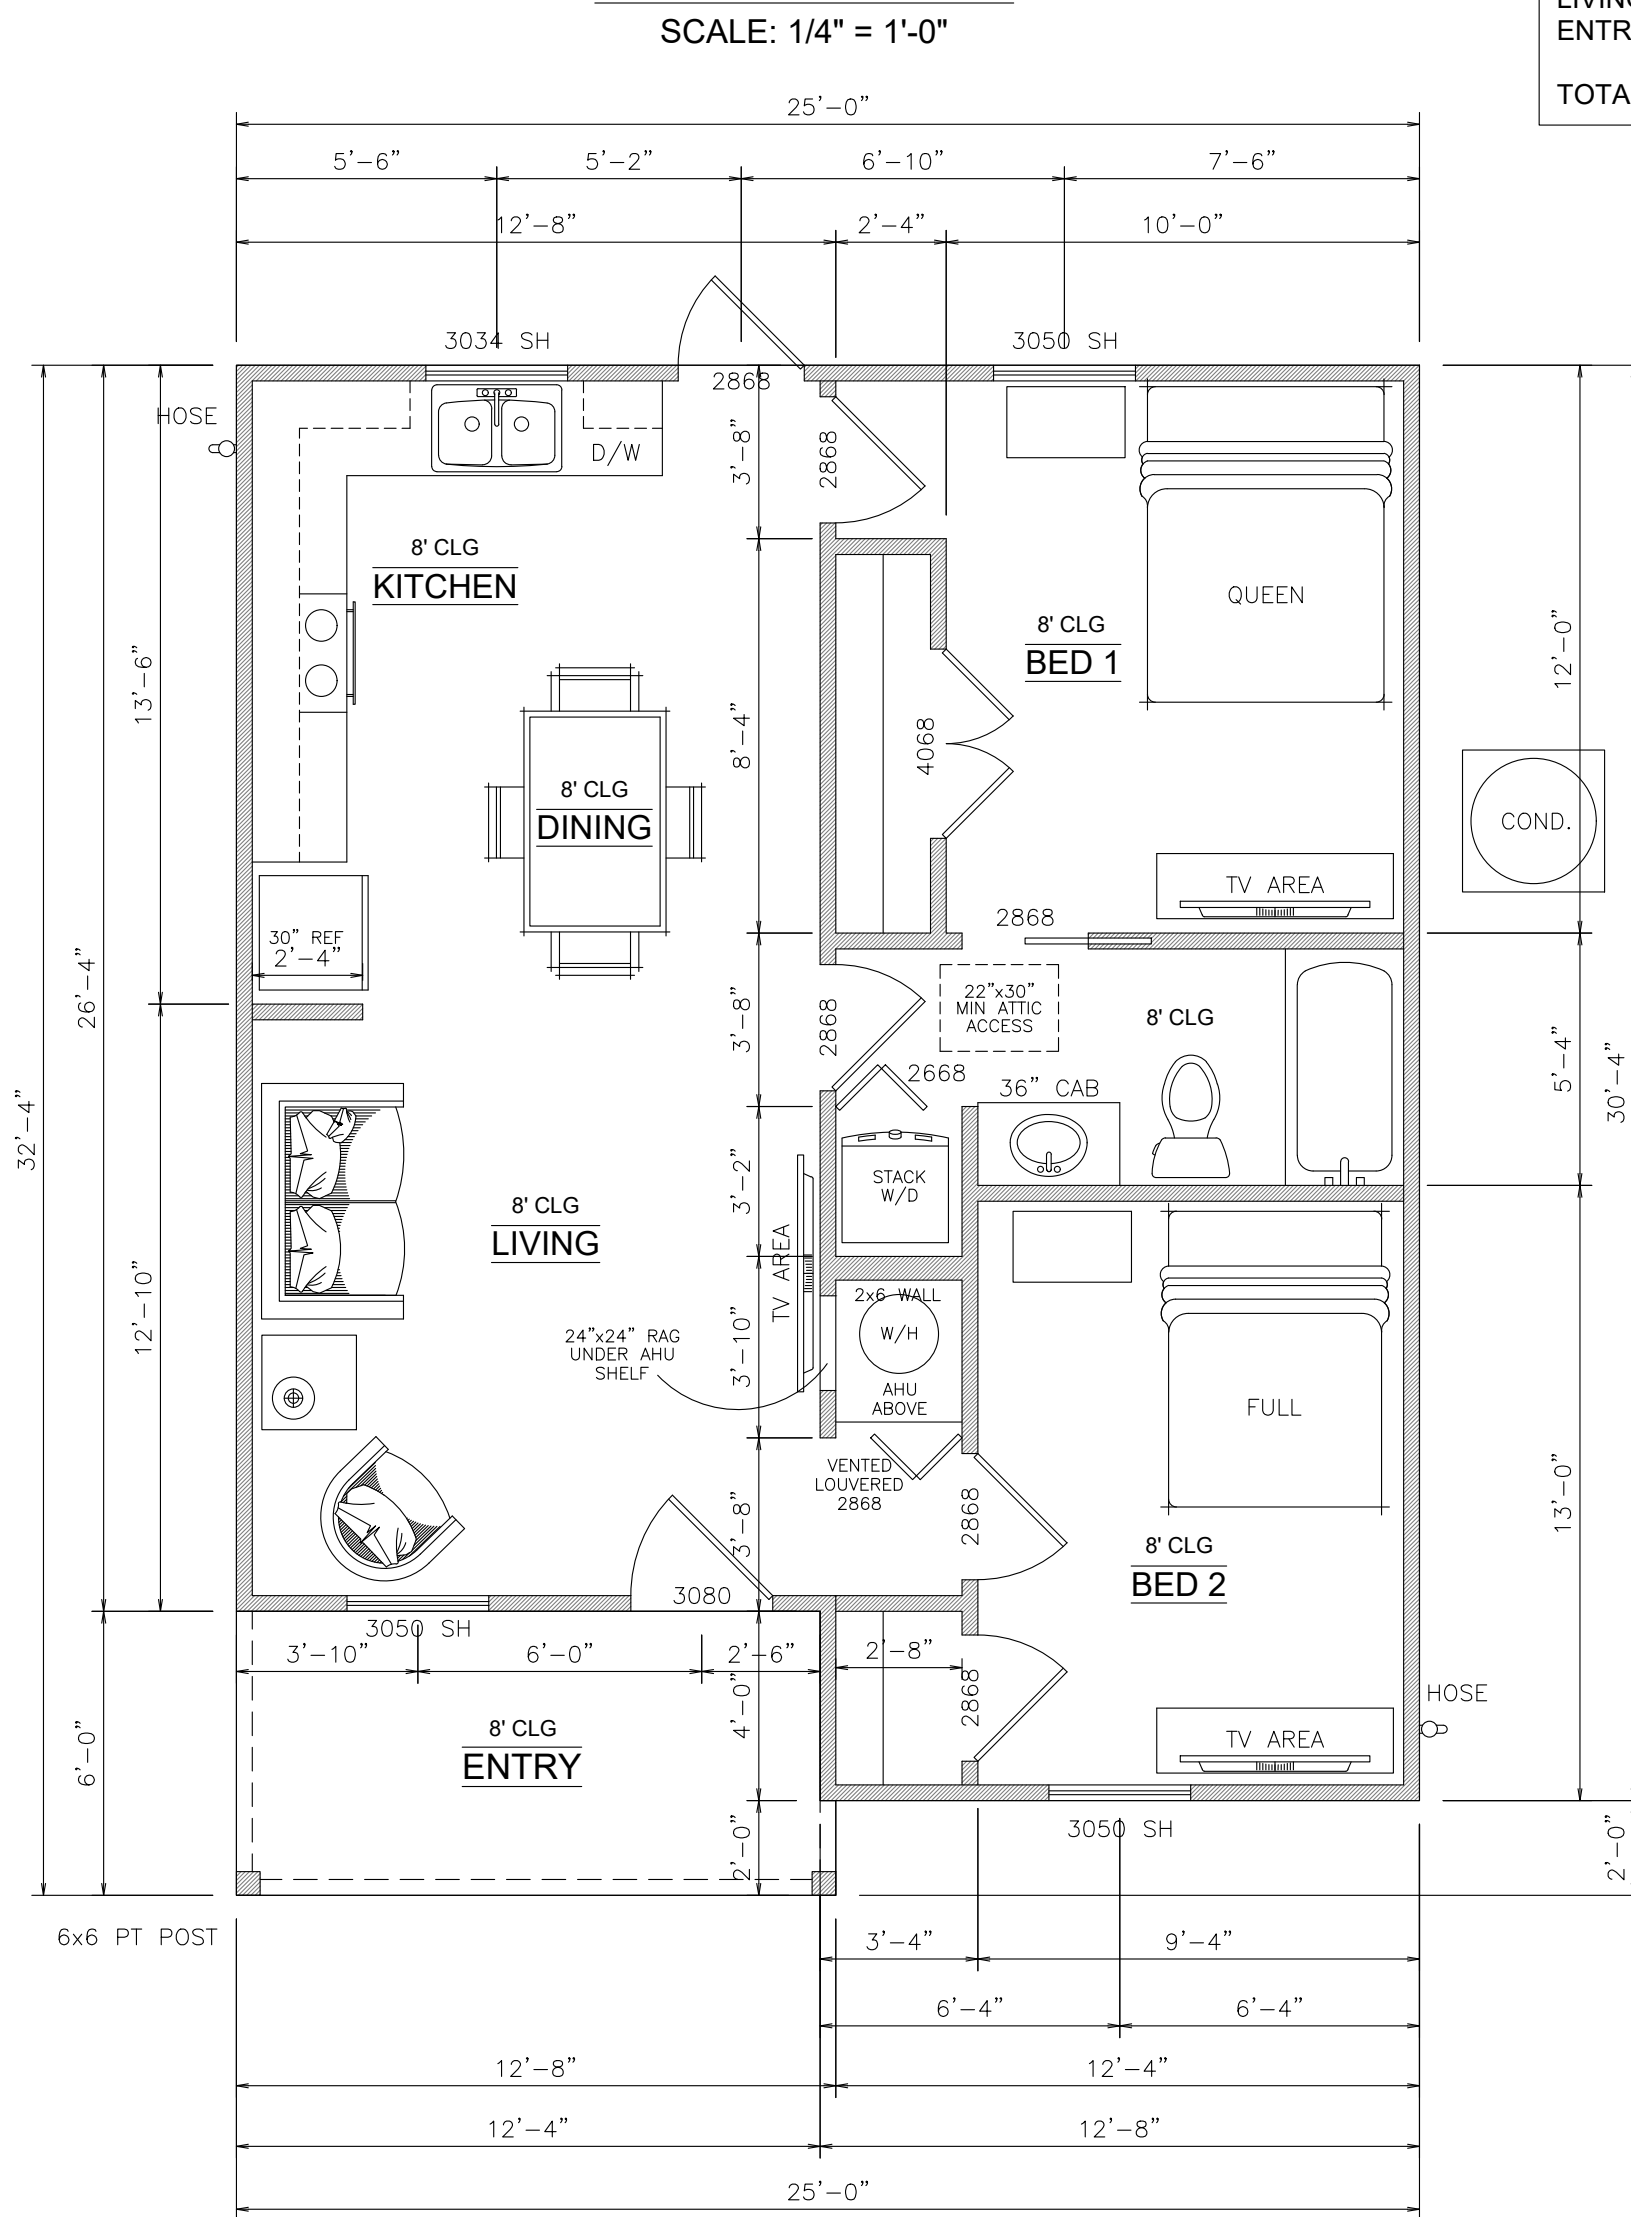 SCALE: 1/4" = 1'-0"
ENTR
TOTA
25'-0"
5'-6" 5'-2" 6'-10" 7'-6"
12'-8" 2'-4" 10'-0"
3034 SH
3050 SH
2868
HOSE
D/W
3'-8"
2868
8' CLG
KITCHEN
QUEEN
8' CLG
BED 1
12'-0"
13'-6"
8'-4"
4068
8' CLG
DINING
COND.
TV AREA
2868
30" REF
2'-4"
26'-4"
3'-8"
2868
22"x30"
MIN ATTIC
ACCESS
8' CLG
5'-4"
30'-4"
32'-4"
2668
36" CAB
3'-2"
STACK
W/D
8' CLG
LIVING
TV AREA
12'-10"
2x6 WALL
W/H
24"x24" RAG
UNDER AHU
SHELF
3'-10"
AHU
ABOVE
FULL
VENTED
LOUVERED
2868
3'-8"
2868
13'-0"
8' CLG
BED 2
3080
3050 SH
3'-10" 6'-0" 2'-6" 2'-8"
4'-0"
2868
HOSE
8' CLG
ENTRY
6'-0"
TV AREA
3050 SH
2'-0"
2'-0"
6x6 PT POST
3'-4" 9'-4"
6'-4" 6'-4"
12'-8" 12'-4"
12'-4" 12'-8"
25'-0"